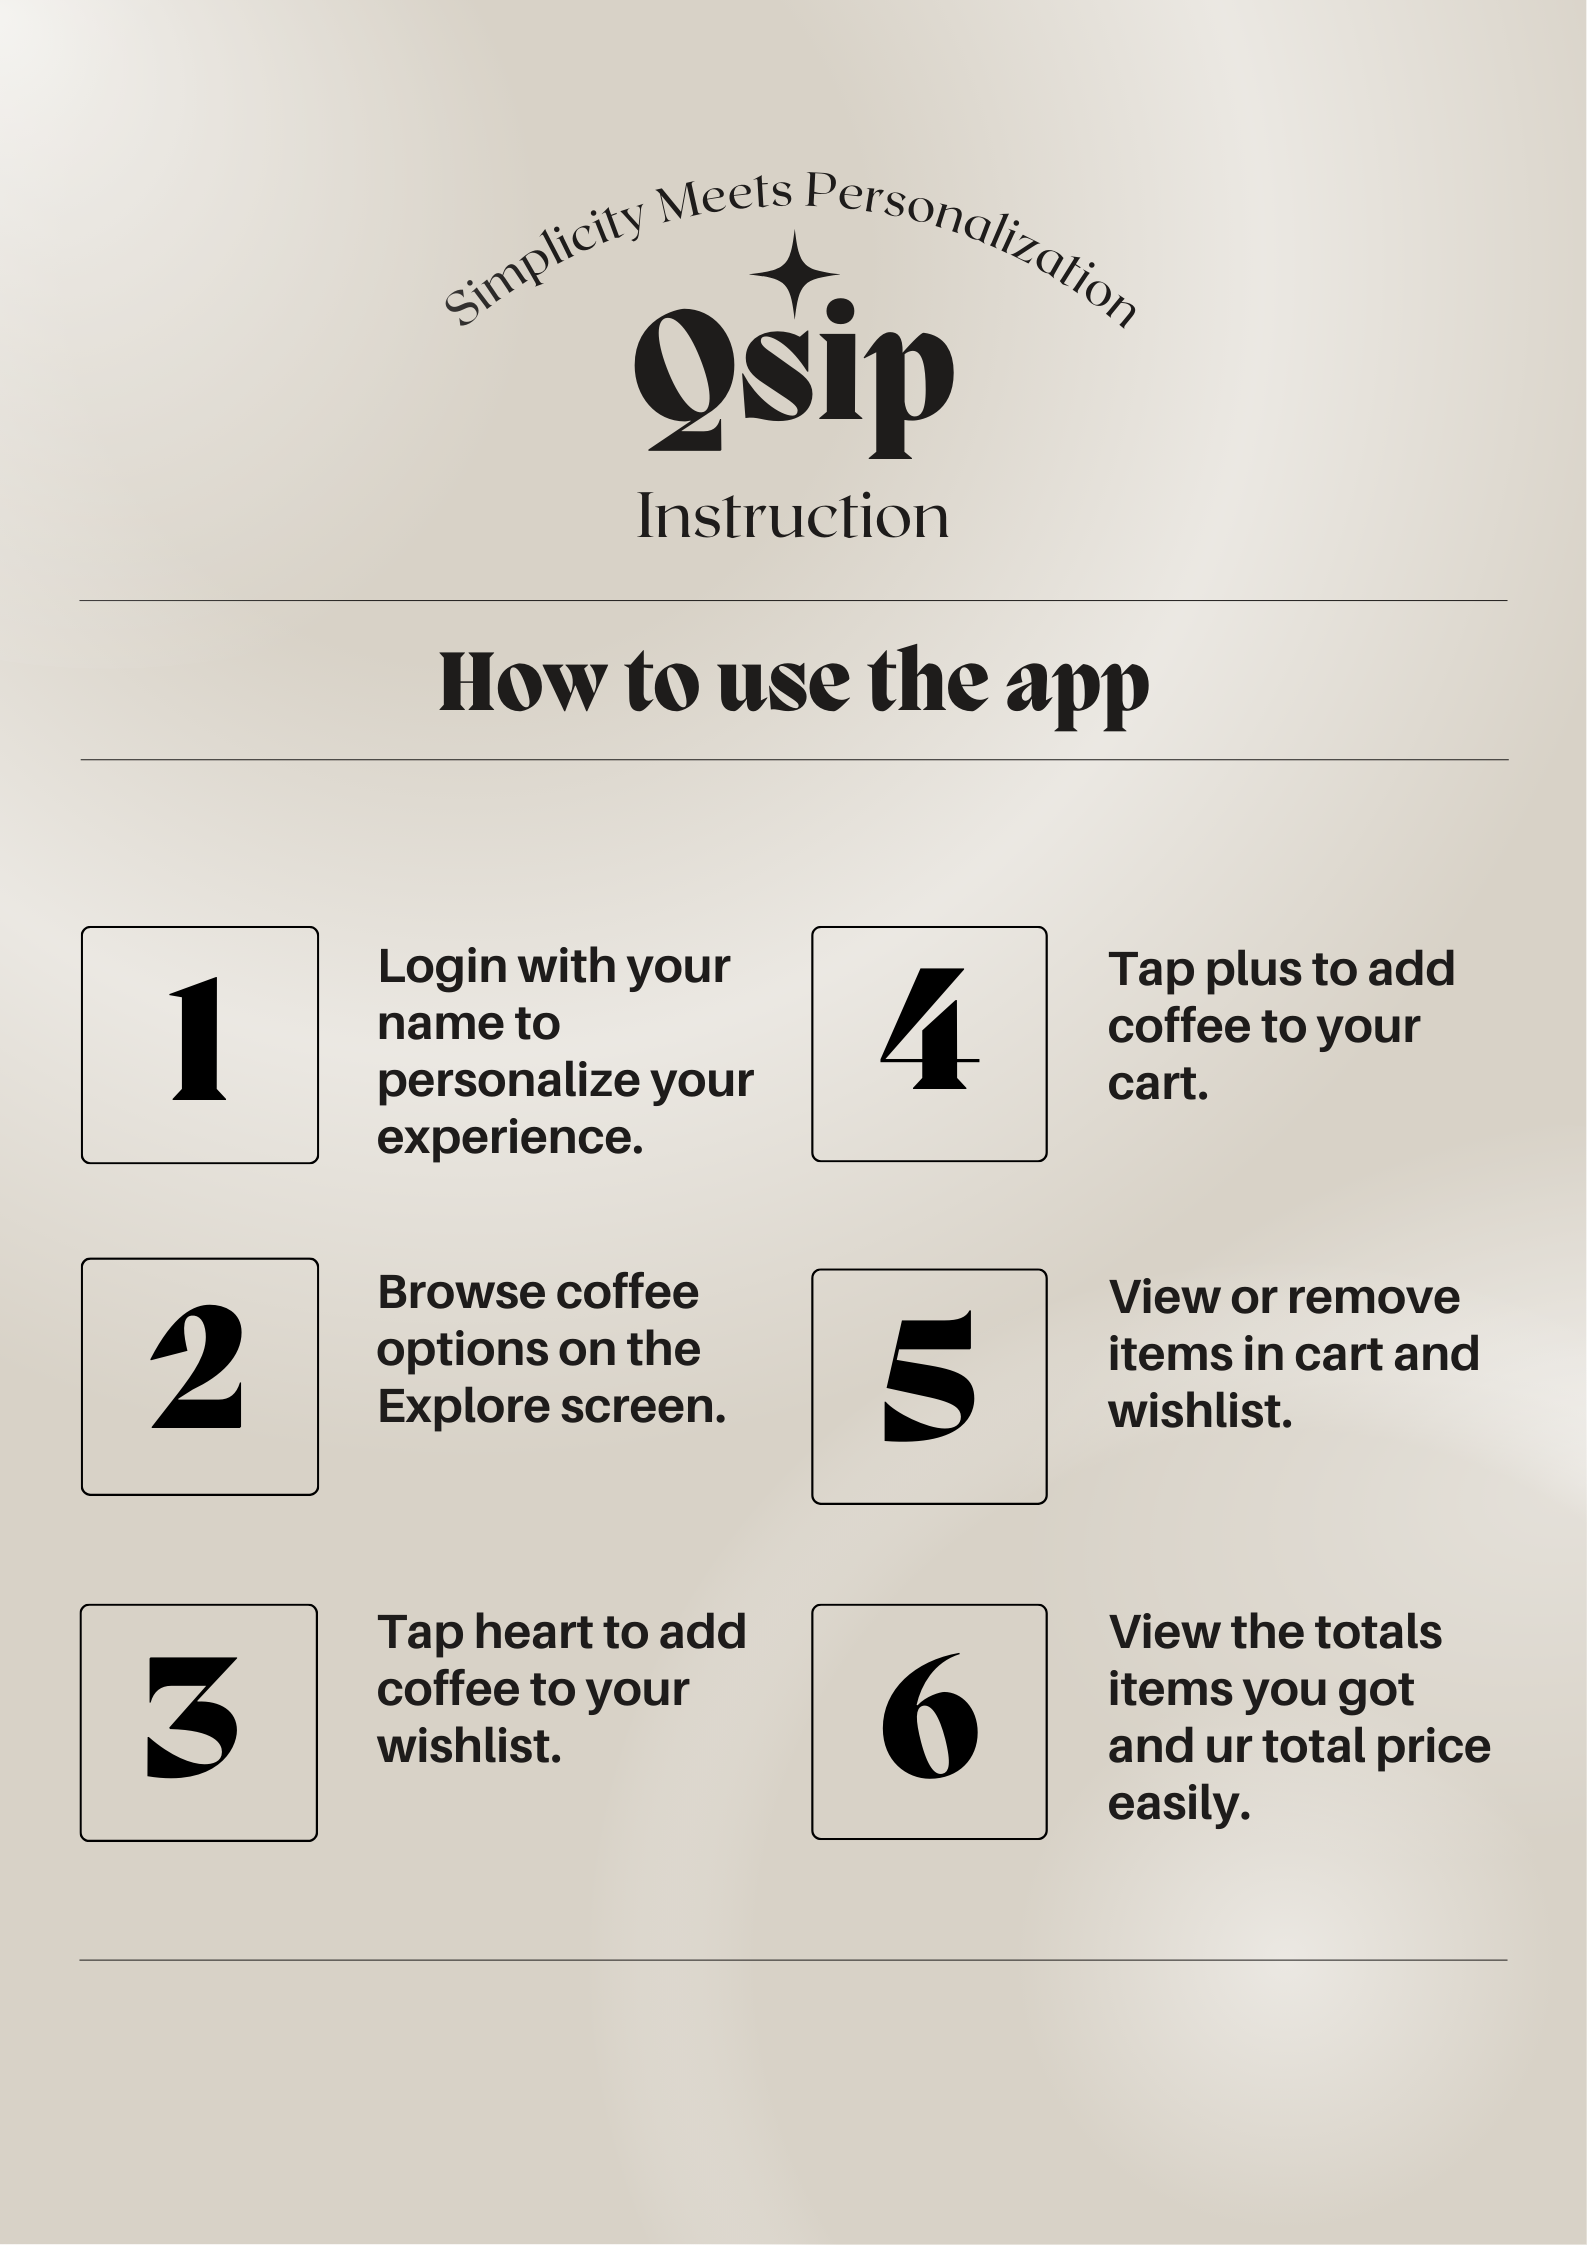 Simplicity Meets Personalization
Qsip
Instruction
How to use the app
1
Login with your
name to
personalize your
experience.
2
Browse coffee
options on the
Explore screen.
3
Tap heart to add
coffee to your
wishlist.
4
Tap plus to add
coffee to your
cart.
5
View or remove
items in cart and
wishlist.
6
View the totals
items you got
and ur total price
easily.